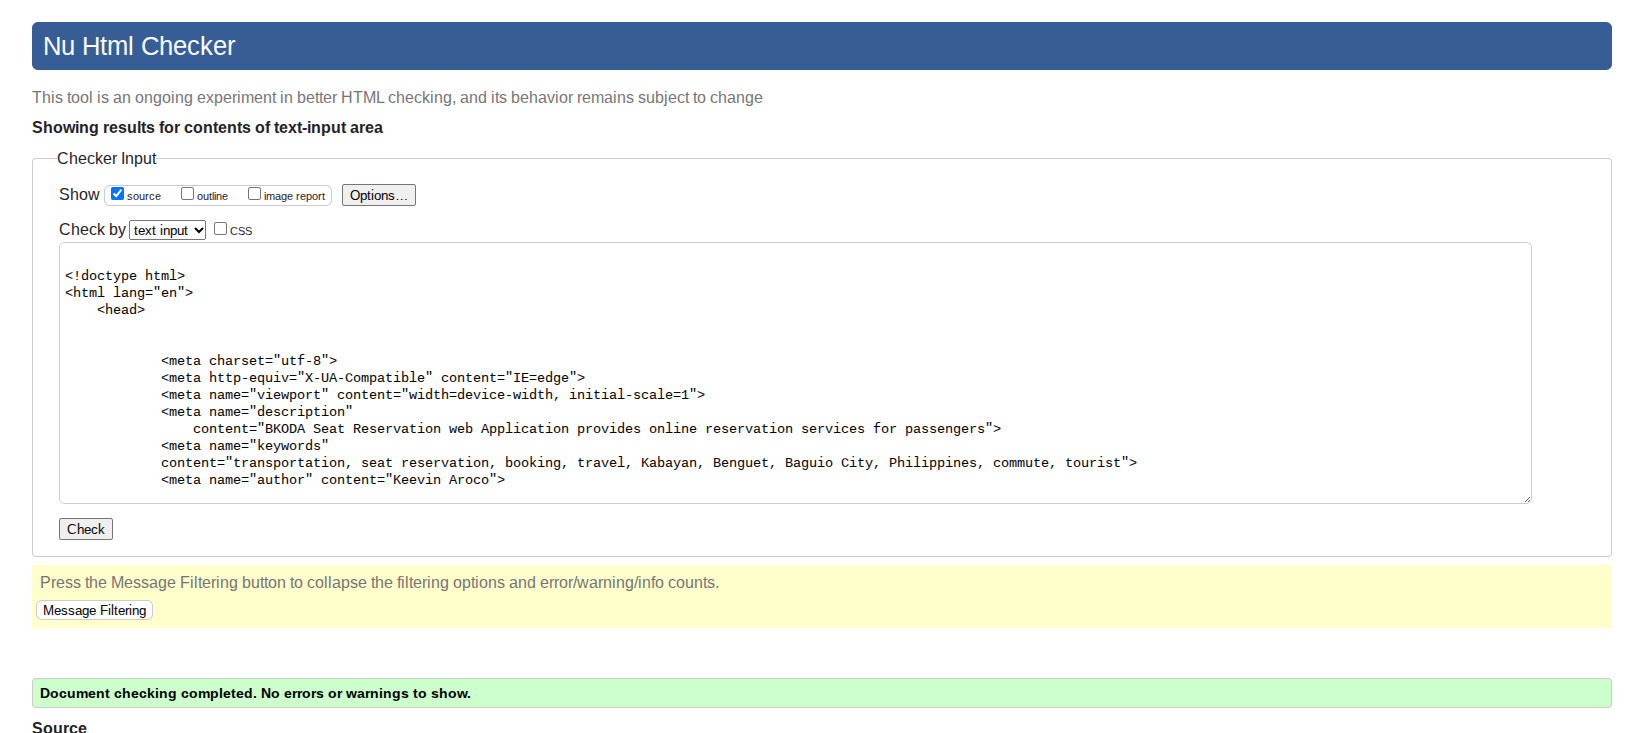 Nu Html Checker
This tool is an ongoing experiment in better HTML checking, and its behavior remains subject to change
Showing results for contents of text-input area
Checker Input
Show source outline image report Options…
Check by text input CSS
<!doctype html>
<html lang="en">
<head>
<meta charset="utf-8">
<meta http-equiv="X-UA-Compatible" content="IE=edge">
<meta name="viewport" content="width=device-width, initial-scale=1">
<meta name="description"
content="BKODA Seat Reservation web Application provides online reservation services for passengers">
<meta name="keywords"
content="transportation, seat reservation, booking, travel, Kabayan, Benguet, Baguio City, Philippines, commute, tourist">
<meta name="author" content="Keevin Aroco">
Check
Press the Message Filtering button to collapse the filtering options and error/warning/info counts.
Message Filtering
Document checking completed. No errors or warnings to show.
Source